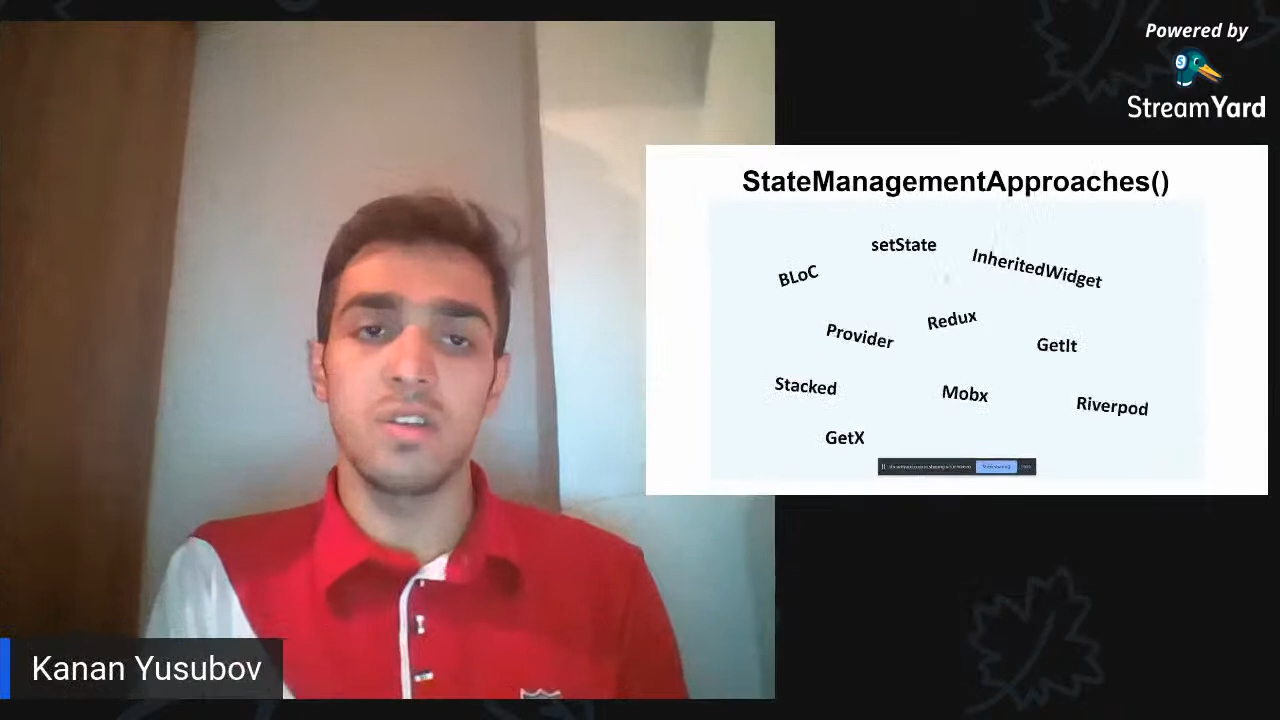 Powered by
StreamYard
StateManagementApproaches()
setState
InheritedWidget
BLoC
Redux
Provider
GetIt
Stacked
Mobx
Riverpod
GetX
Kanan Yusubov